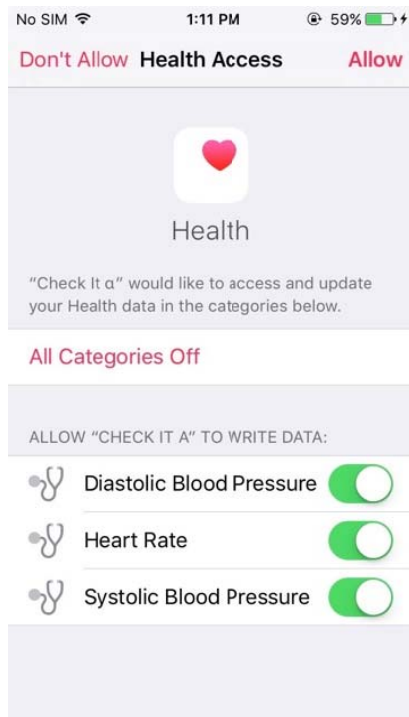 No SIM 1:11 PM 59%
Don't Allow Health Access Allow
Health
“Check It α” would like to access and update
your Health data in the categories below.
All Categories Off
ALLOW “CHECK IT Α” TO WRITE DATA:
Diastolic Blood Pressure
Heart Rate
Systolic Blood Pressure